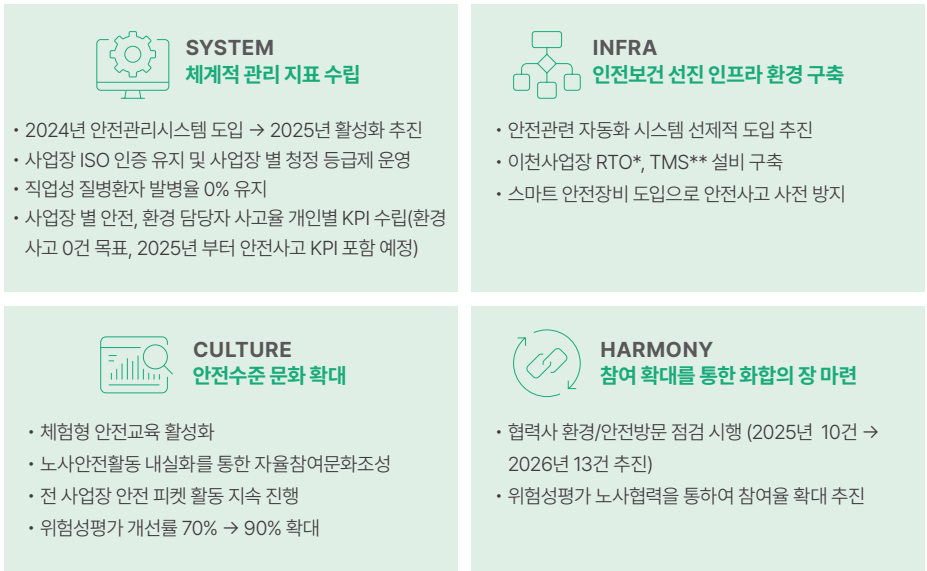 SYSTEM
체계적 관리 지표 수립
• 2024년 안전관리시스템 도입 → 2025년 활성화 추진
• 사업장 ISO 인증 유지 및 사업장 별 청정 등급제 운영
• 직업성 질병환자 발병율 0% 유지
• 사업장 별 안전, 환경 담당자 사고율 개인별 KPI 수립(환경
사고 0건 목표, 2025년 부터 안전사고 KPI 포함 예정)
INFRA
인전보건 선진 인프라 환경 구축
• 안전관련 자동화 시스템 선제적 도입 추진
• 이천사업장 RTO*, TMS** 설비 구축
• 스마트 안전장비 도입으로 안전사고 사전 방지
CULTURE
안전수준 문화 확대
• 체험형 안전교육 활성화
• 노사안전활동 내실화를 통한 자율참여문화조성
• 전 사업장 안전 피켓 활동 지속 진행
• 위험성평가 개선률 70% → 90% 확대
HARMONY
참여 확대를 통한 화합의 장 마련
• 협력사 환경/안전방문 점검 시행 (2025년 10건 →
2026년 13건 추진)
• 위험성평가 노사협력을 통하여 참여율 확대 추진